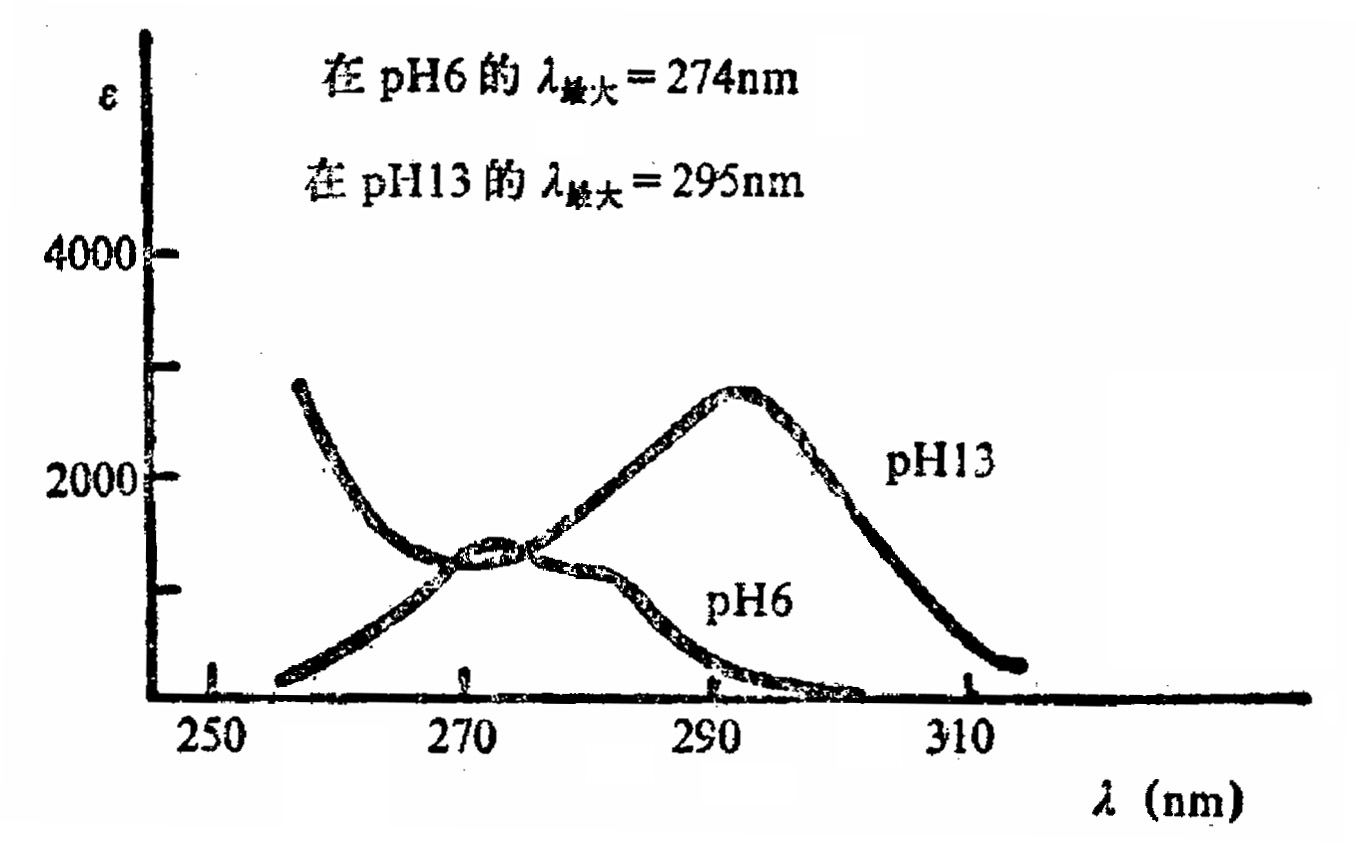 ε
在 pH6 的 λ最大 = 274nm
在 pH13 的 λ最大 = 295nm
4000
2000
pH13
pH6
250 270 290 310
λ (nm)